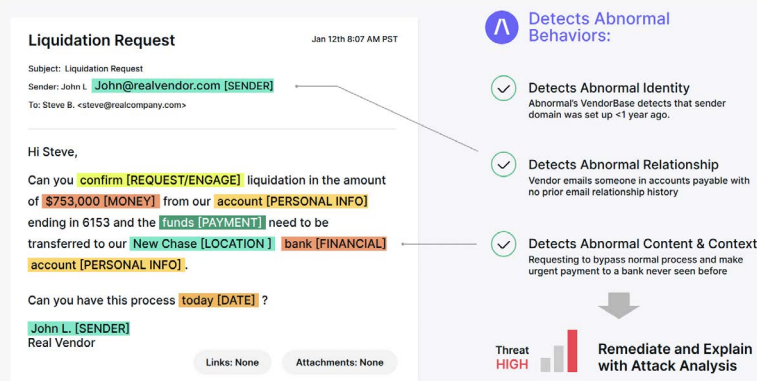 Liquidation Request
Jan 12th 8:07 AM PST
Subject: Liquidation Request
Sender: John L John@realvendor.com [SENDER]
To: Steve B. <steve@realcompany.com>
Hi Steve,
Can you confirm [REQUEST/ENGAGE] liquidation in the amount
of $753,000 [MONEY] from our account [PERSONAL INFO]
ending in 6153 and the funds [PAYMENT] need to be
transferred to our New Chase [LOCATION ] bank [FINANCIAL]
account [PERSONAL INFO] .
Can you have this process today [DATE] ?
John L. [SENDER]
Real Vendor
Links: None
Attachments: None
Detects Abnormal
Behaviors:
Detects Abnormal Identity
Abnormal's VendorBase detects that sender
domain was set up <1 year ago.
Detects Abnormal Relationship
Vendor emails someone in accounts payable with
no prior email relationship history
Detects Abnormal Content & Context
Requesting to bypass normal process and make
urgent payment to a bank never seen before
Threat
HIGH
Remediate and Explain
with Attack Analysis